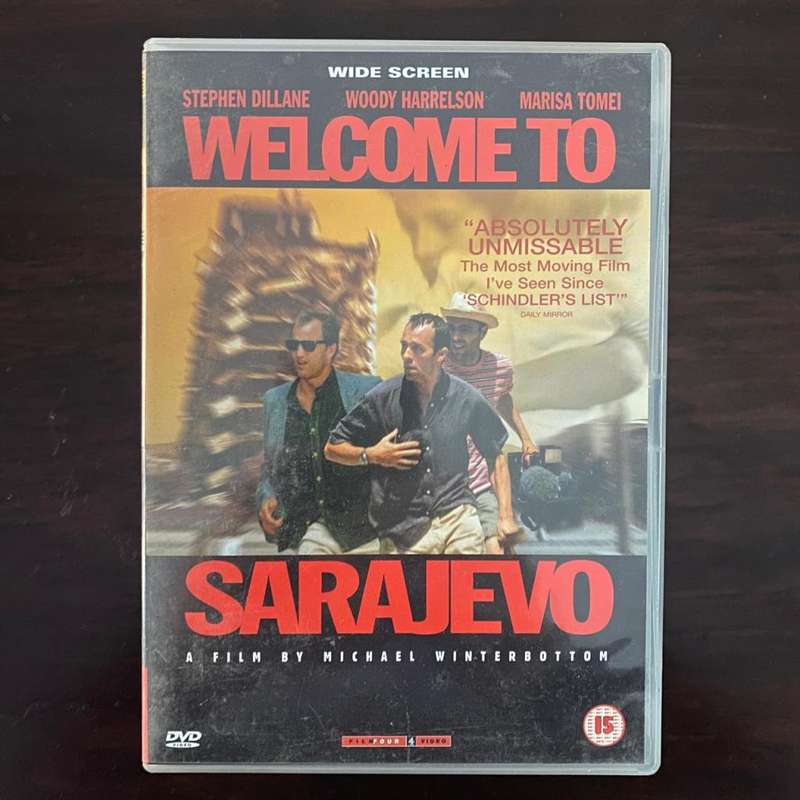 WIDE SCREEN
STEPHEN DILLANE WOODY HARRELSON MARISA TOMEI
WELCOME TO
“ABSOLUTELY
UNMISSABLE
The Most Moving Film
I've Seen Since
‘SCHINDLER'S LIST’”
DAILY MIRROR
SARAJEVO
A FILM BY MICHAEL WINTERBOTTOM
DVD
VIDEO
FILMFOUR 4 VIDEO
15